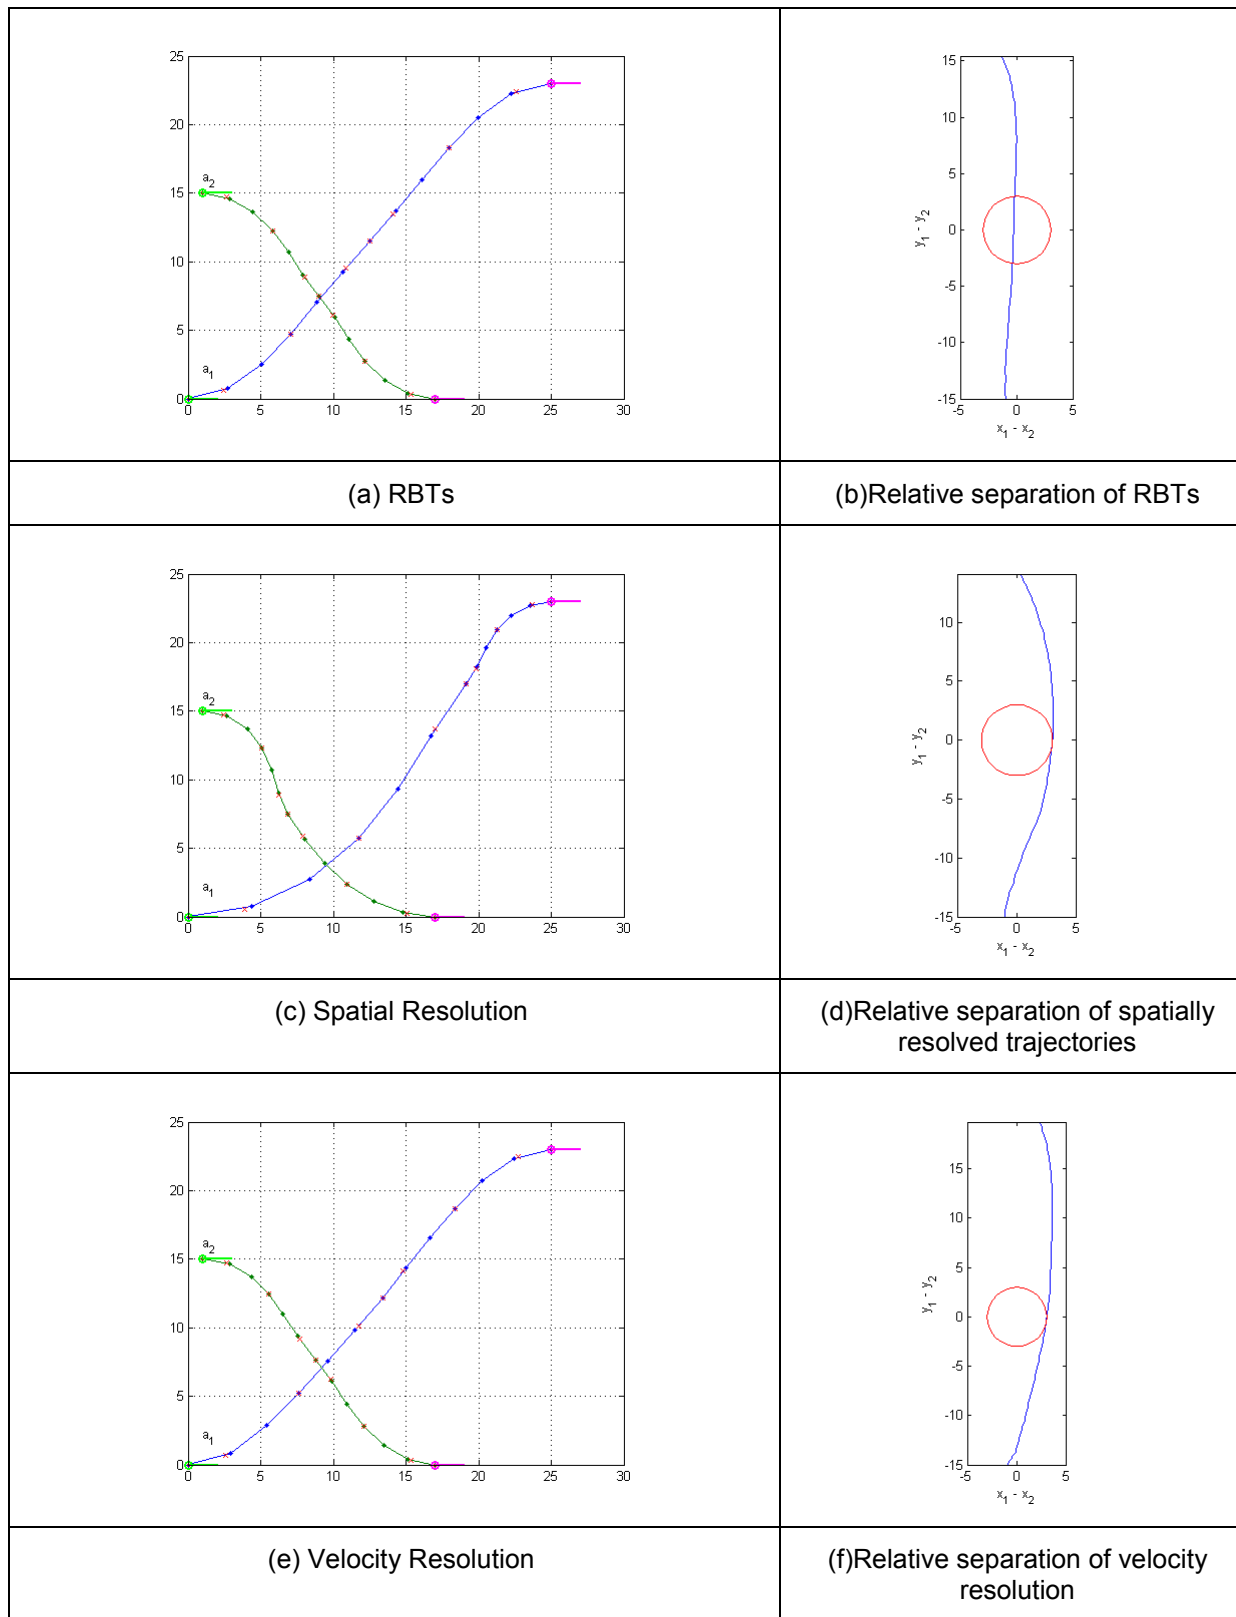 25
20
15
10
5
0
a₂
a₁
0 5 10 15 20 25 30
15
10
5
0
-5
-10
-15
y₁ - y₂
-5 0 5
x₁ - x₂
(a) RBTs
(b)Relative separation of RBTs
25
20
15
10
5
0
a₂
a₁
0 5 10 15 20 25 30
10
5
0
-5
-10
-15
y₁ - y₂
-5 0 5
x₁ - x₂
(c) Spatial Resolution
(d)Relative separation of spatially
resolved trajectories
25
20
15
10
5
0
a₂
a₁
0 5 10 15 20 25 30
15
10
5
0
-5
-10
-15
y₁ - y₂
-5 0 5
x₁ - x₂
(e) Velocity Resolution
(f)Relative separation of velocity
resolution